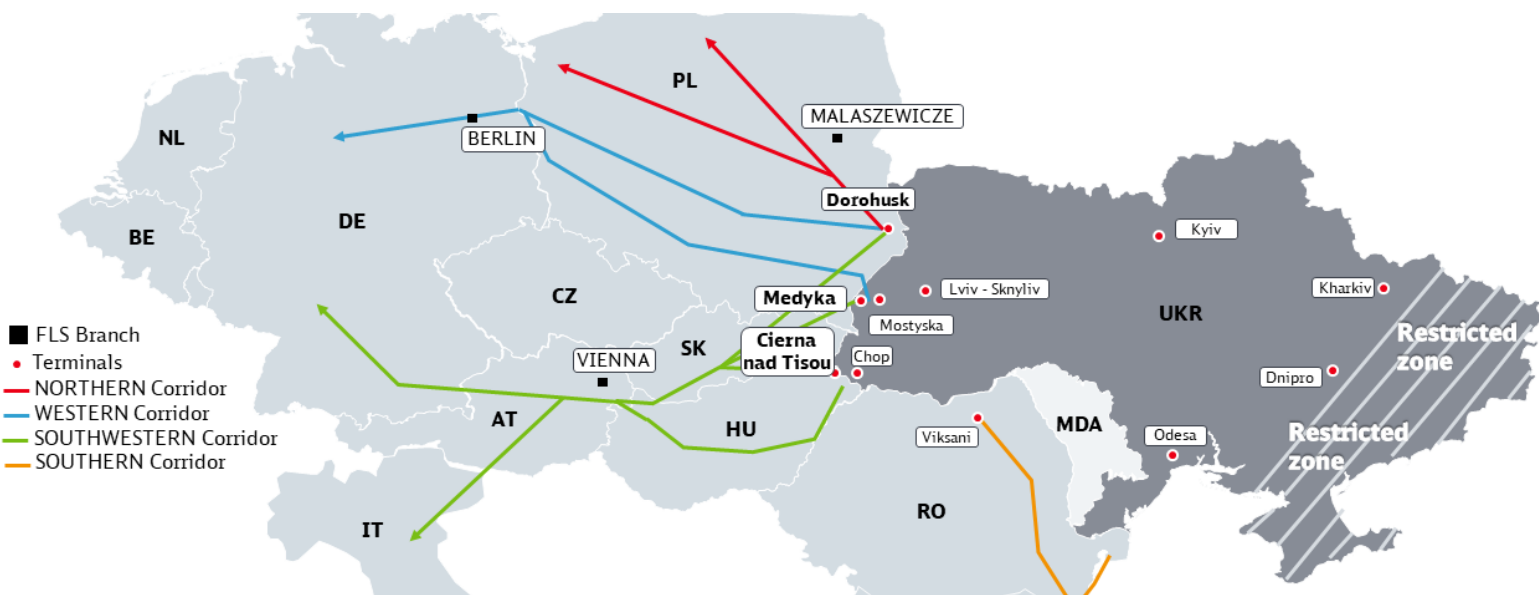 PL
MALASZEWICZE
NL
BERLIN
Dorohusk
BE
DE
Kyiv
CZ
Medyka
Lviv - Sknyliv
Kharkiv
UKR
Mostyska
FLS Branch
Terminals
NORTHERN Corridor
WESTERN Corridor
SOUTHWESTERN Corridor
SOUTHERN Corridor
VIENNA
SK
Cierna
nad Tisou
Chop
Restricted
zone
Dnipro
AT
HU
Viksani
MDA
Odesa
Restricted
zone
IT
RO